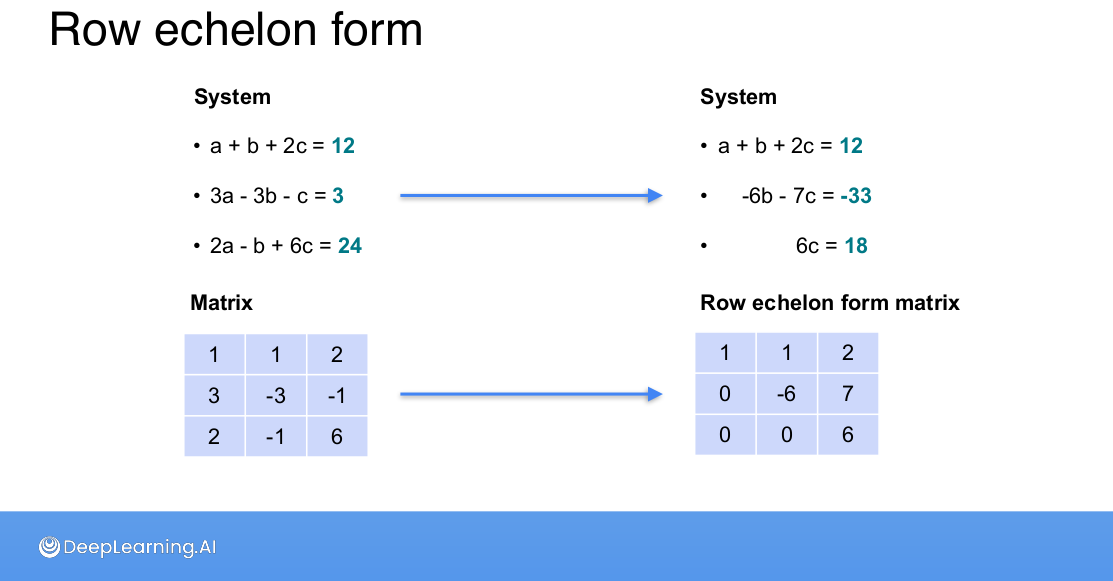 Row echelon form
System
• a + b + 2c = 12
• 3a - 3b - c = 3
• 2a - b + 6c = 24
System
• a + b + 2c = 12
• -6b - 7c = -33
• 6c = 18
Matrix
1 1 2
3 -3 -1
2 -1 6
Row echelon form matrix
1 1 2
0 -6 7
0 0 6
DeepLearning.AI